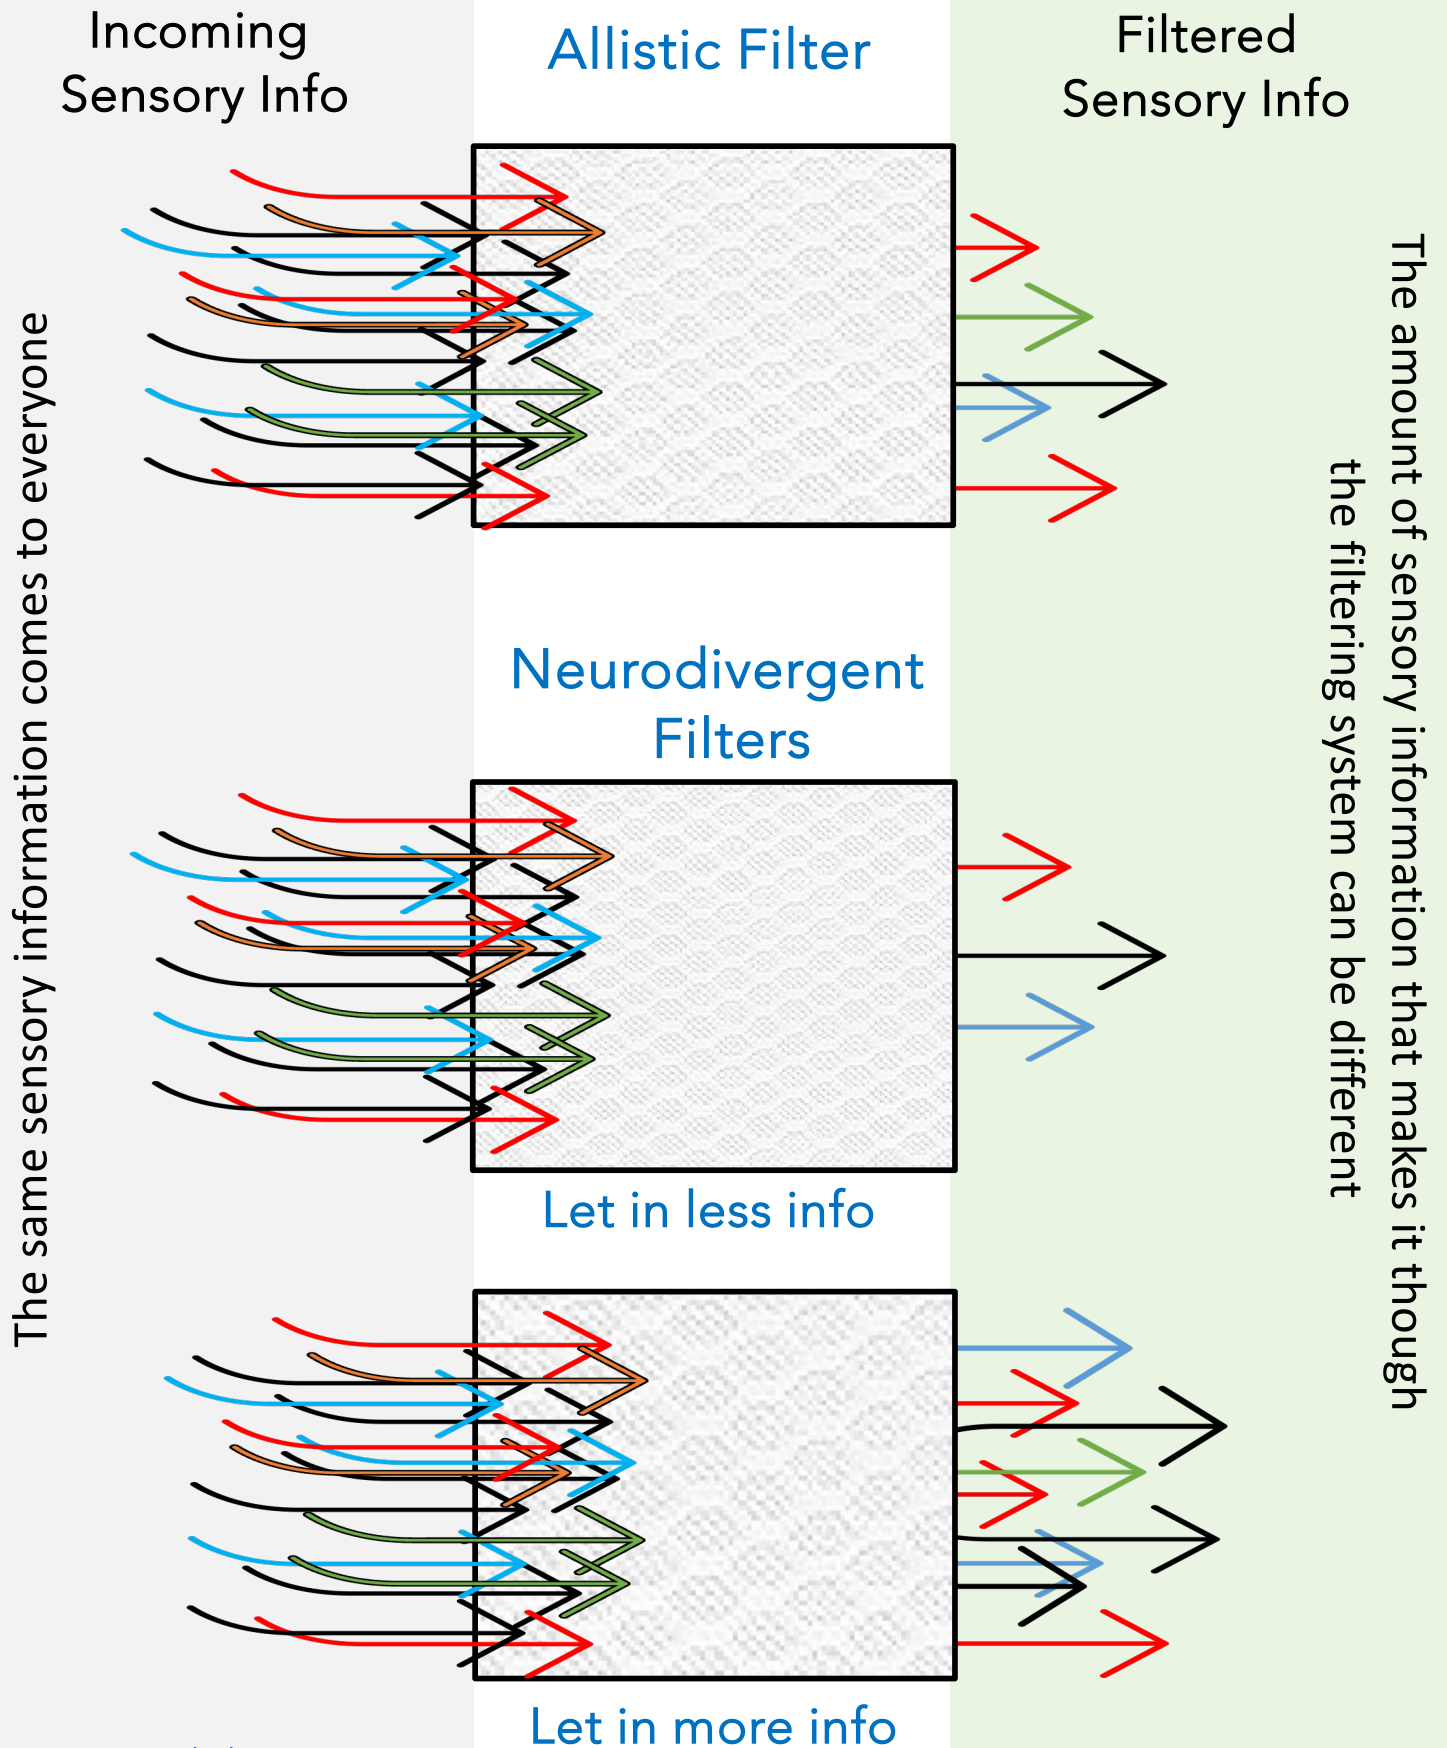 Incoming
Sensory Info
Allistic Filter
Filtered
Sensory Info
The same sensory information comes to everyone
The amount of sensory information that makes it though
the filtering system can be different
Neurodivergent
Filters
Let in less info
Let in more info